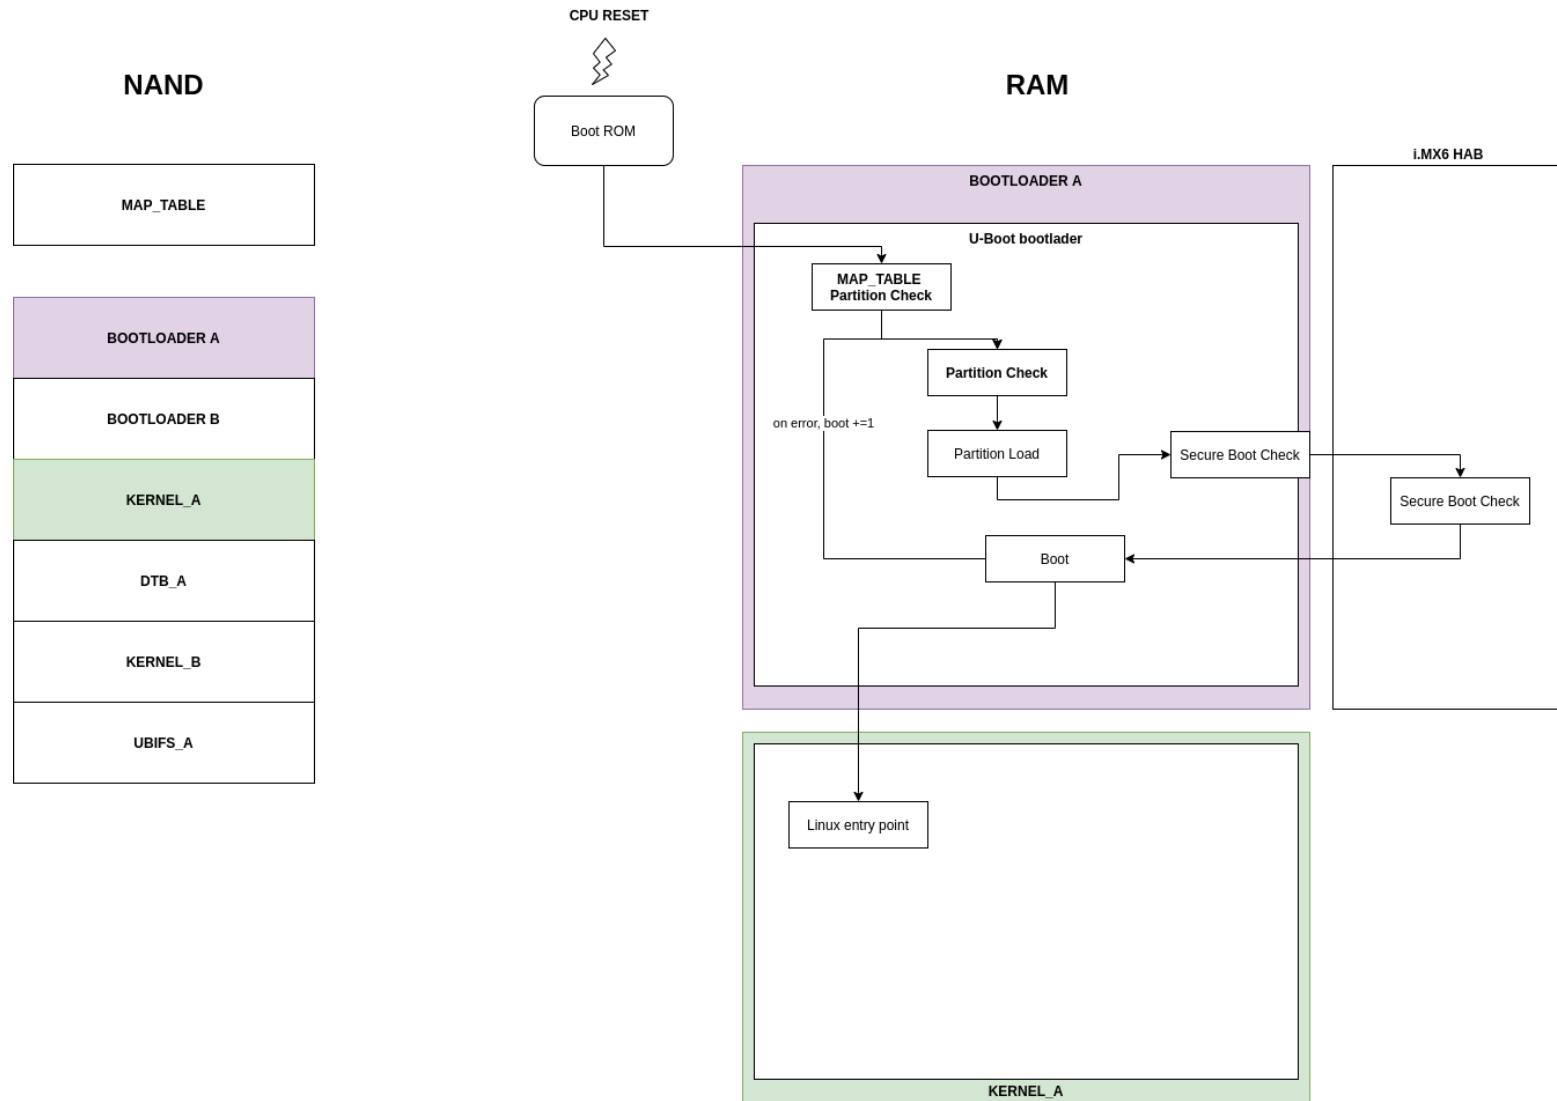 CPU RESET
NAND
RAM
Boot ROM
i.MX6 HAB
MAP_TABLE
BOOTLOADER A
U-Boot bootlader
MAP_TABLE
Partition Check
BOOTLOADER A
Partition Check
BOOTLOADER B
on error, boot +=1
Partition Load
Secure Boot Check
KERNEL_A
Secure Boot Check
Boot
DTB_A
KERNEL_B
UBIFS_A
Linux entry point
KERNEL_A